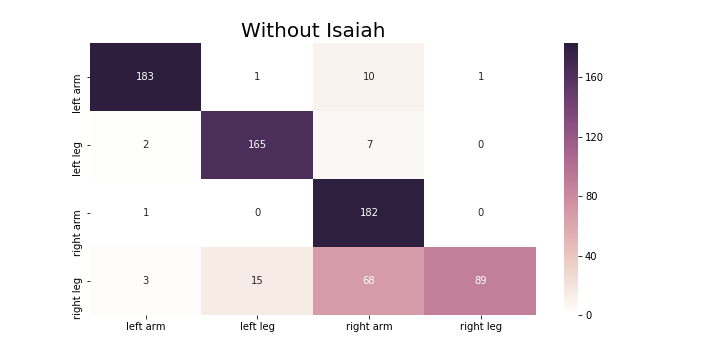 Without Isaiah
left arm 183 1 10 1
left leg 2 165 7 0
right arm 1 0 182 0
right leg 3 15 68 89
left arm left leg right arm right leg
160
120
80
40
0